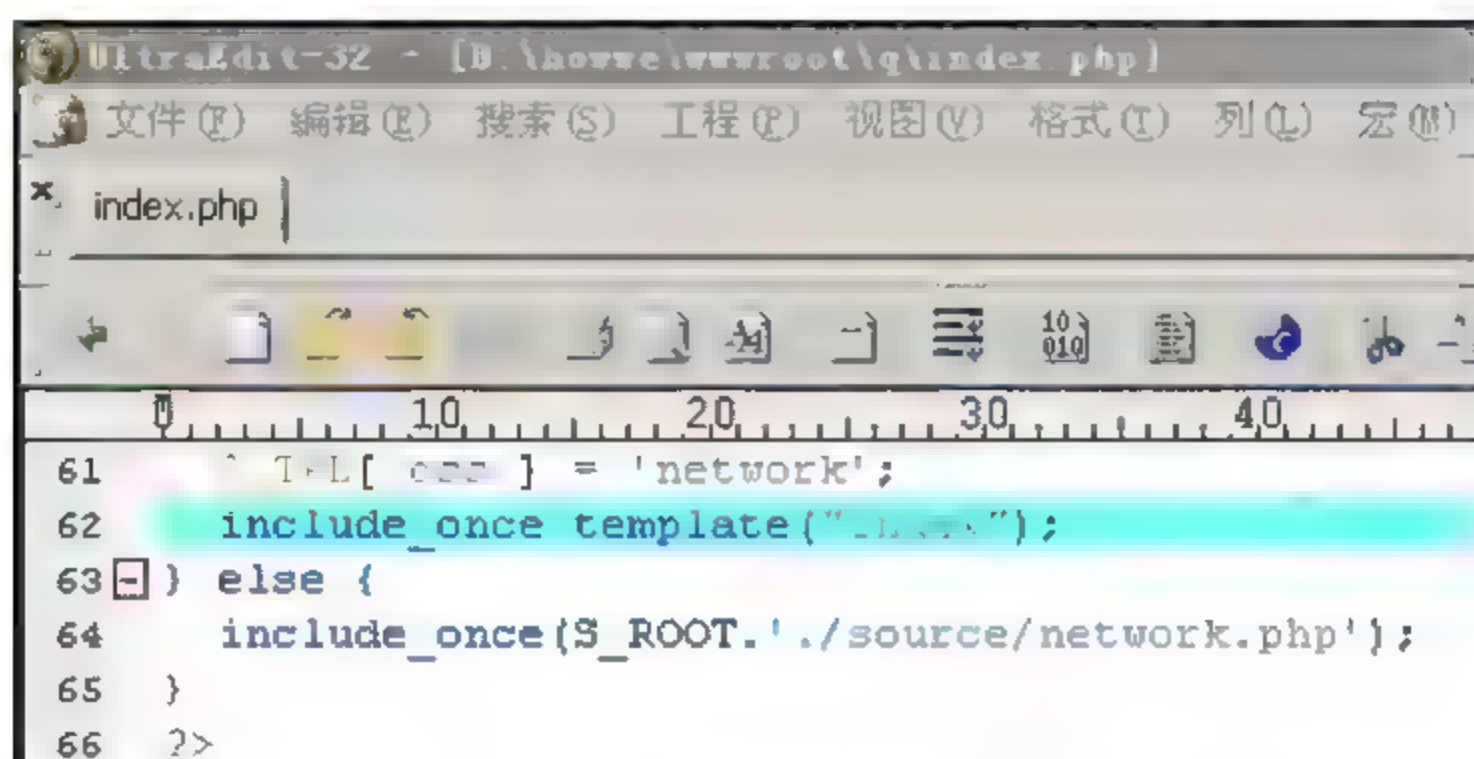 UltraEdit-32 - [D:\howwe\wwwroot\q\index.php]
文件(F) 编辑(E) 搜索(S) 工程(P) 视图(V) 格式(T) 列(L) 宏(M)
index.php
0 10 20 30 40
61 = 'network';
62 include_once template("");
63 } else {
64 include_once(S_ROOT.'./source/network.php');
65 }
66 ?>